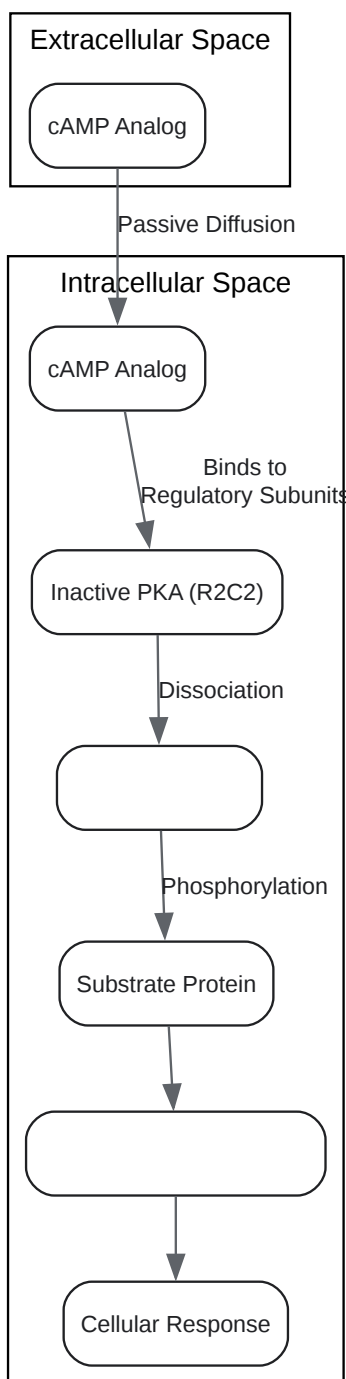 Extracellular Space
cAMP Analog
Passive Diffusion
Intracellular Space
cAMP Analog
Binds to
Regulatory Subunits
Inactive PKA (R2C2)
Dissociation
Phosphorylation
Substrate Protein
Cellular Response